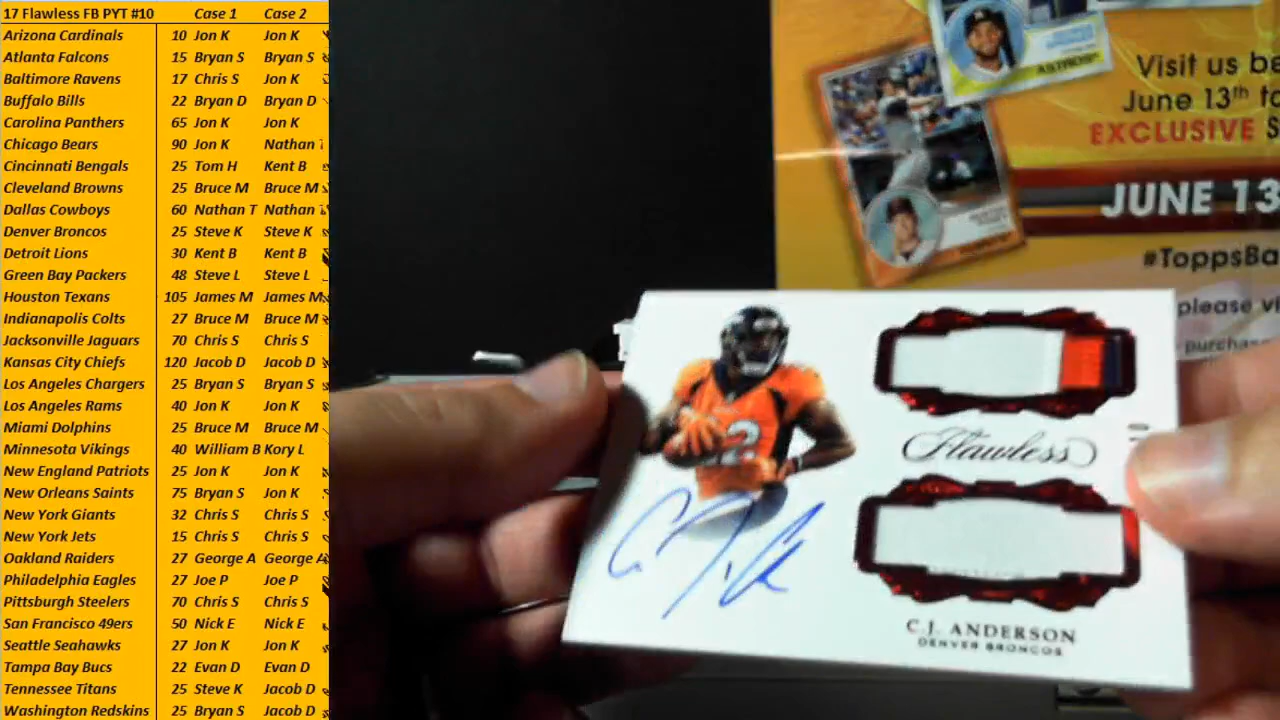 17 Flawless FB PYT #10 Case 1 Case 2
Arizona Cardinals 10 Jon K Jon K
Atlanta Falcons 15 Bryan S Bryan S
Baltimore Ravens 17 Chris S Jon K
Buffalo Bills 22 Bryan D Bryan D
Carolina Panthers 65 Jon K Jon K
Chicago Bears 90 Jon K Nathan
Cincinnati Bengals 25 Tom H Kent B
Cleveland Browns 25 Bruce M Bruce M
Dallas Cowboys 60 Nathan T Nathan
Denver Broncos 25 Steve K Steve K
Detroit Lions 30 Kent B Kent B
Green Bay Packers 48 Steve L Steve L
Houston Texans 105 James M James M
Indianapolis Colts 27 Bruce M Bruce M
Jacksonville Jaguars 70 Chris S Chris S
Kansas City Chiefs 120 Jacob D Jacob D
Los Angeles Chargers 25 Bryan S Bryan S
Los Angeles Rams 40 Jon K Jon K
Miami Dolphins 25 Bruce M Bruce M
Minnesota Vikings 40 William B Kory L
New England Patriots 25 Jon K Jon K
New Orleans Saints 75 Bryan S Jon K
New York Giants 32 Chris S Chris S
New York Jets 15 Chris S Chris S
Oakland Raiders 27 George A George A
Philadelphia Eagles 27 Joe P Joe P
Pittsburgh Steelers 70 Chris S Chris S
San Francisco 49ers 50 Nick E Nick E
Seattle Seahawks 27 Jon K Jon K
Tampa Bay Bucs 22 Evan D Evan D
Tennessee Titans 25 Steve K Jacob D
Washington Redskins 25 Bryan S Jacob D
ASTROS
Visit us be
June 13th to
EXCLUSIVE S
JUNE 13
#ToppsBa
please vi
purchase
Flawless
C.J. ANDERSON
DENVER BRONCOS